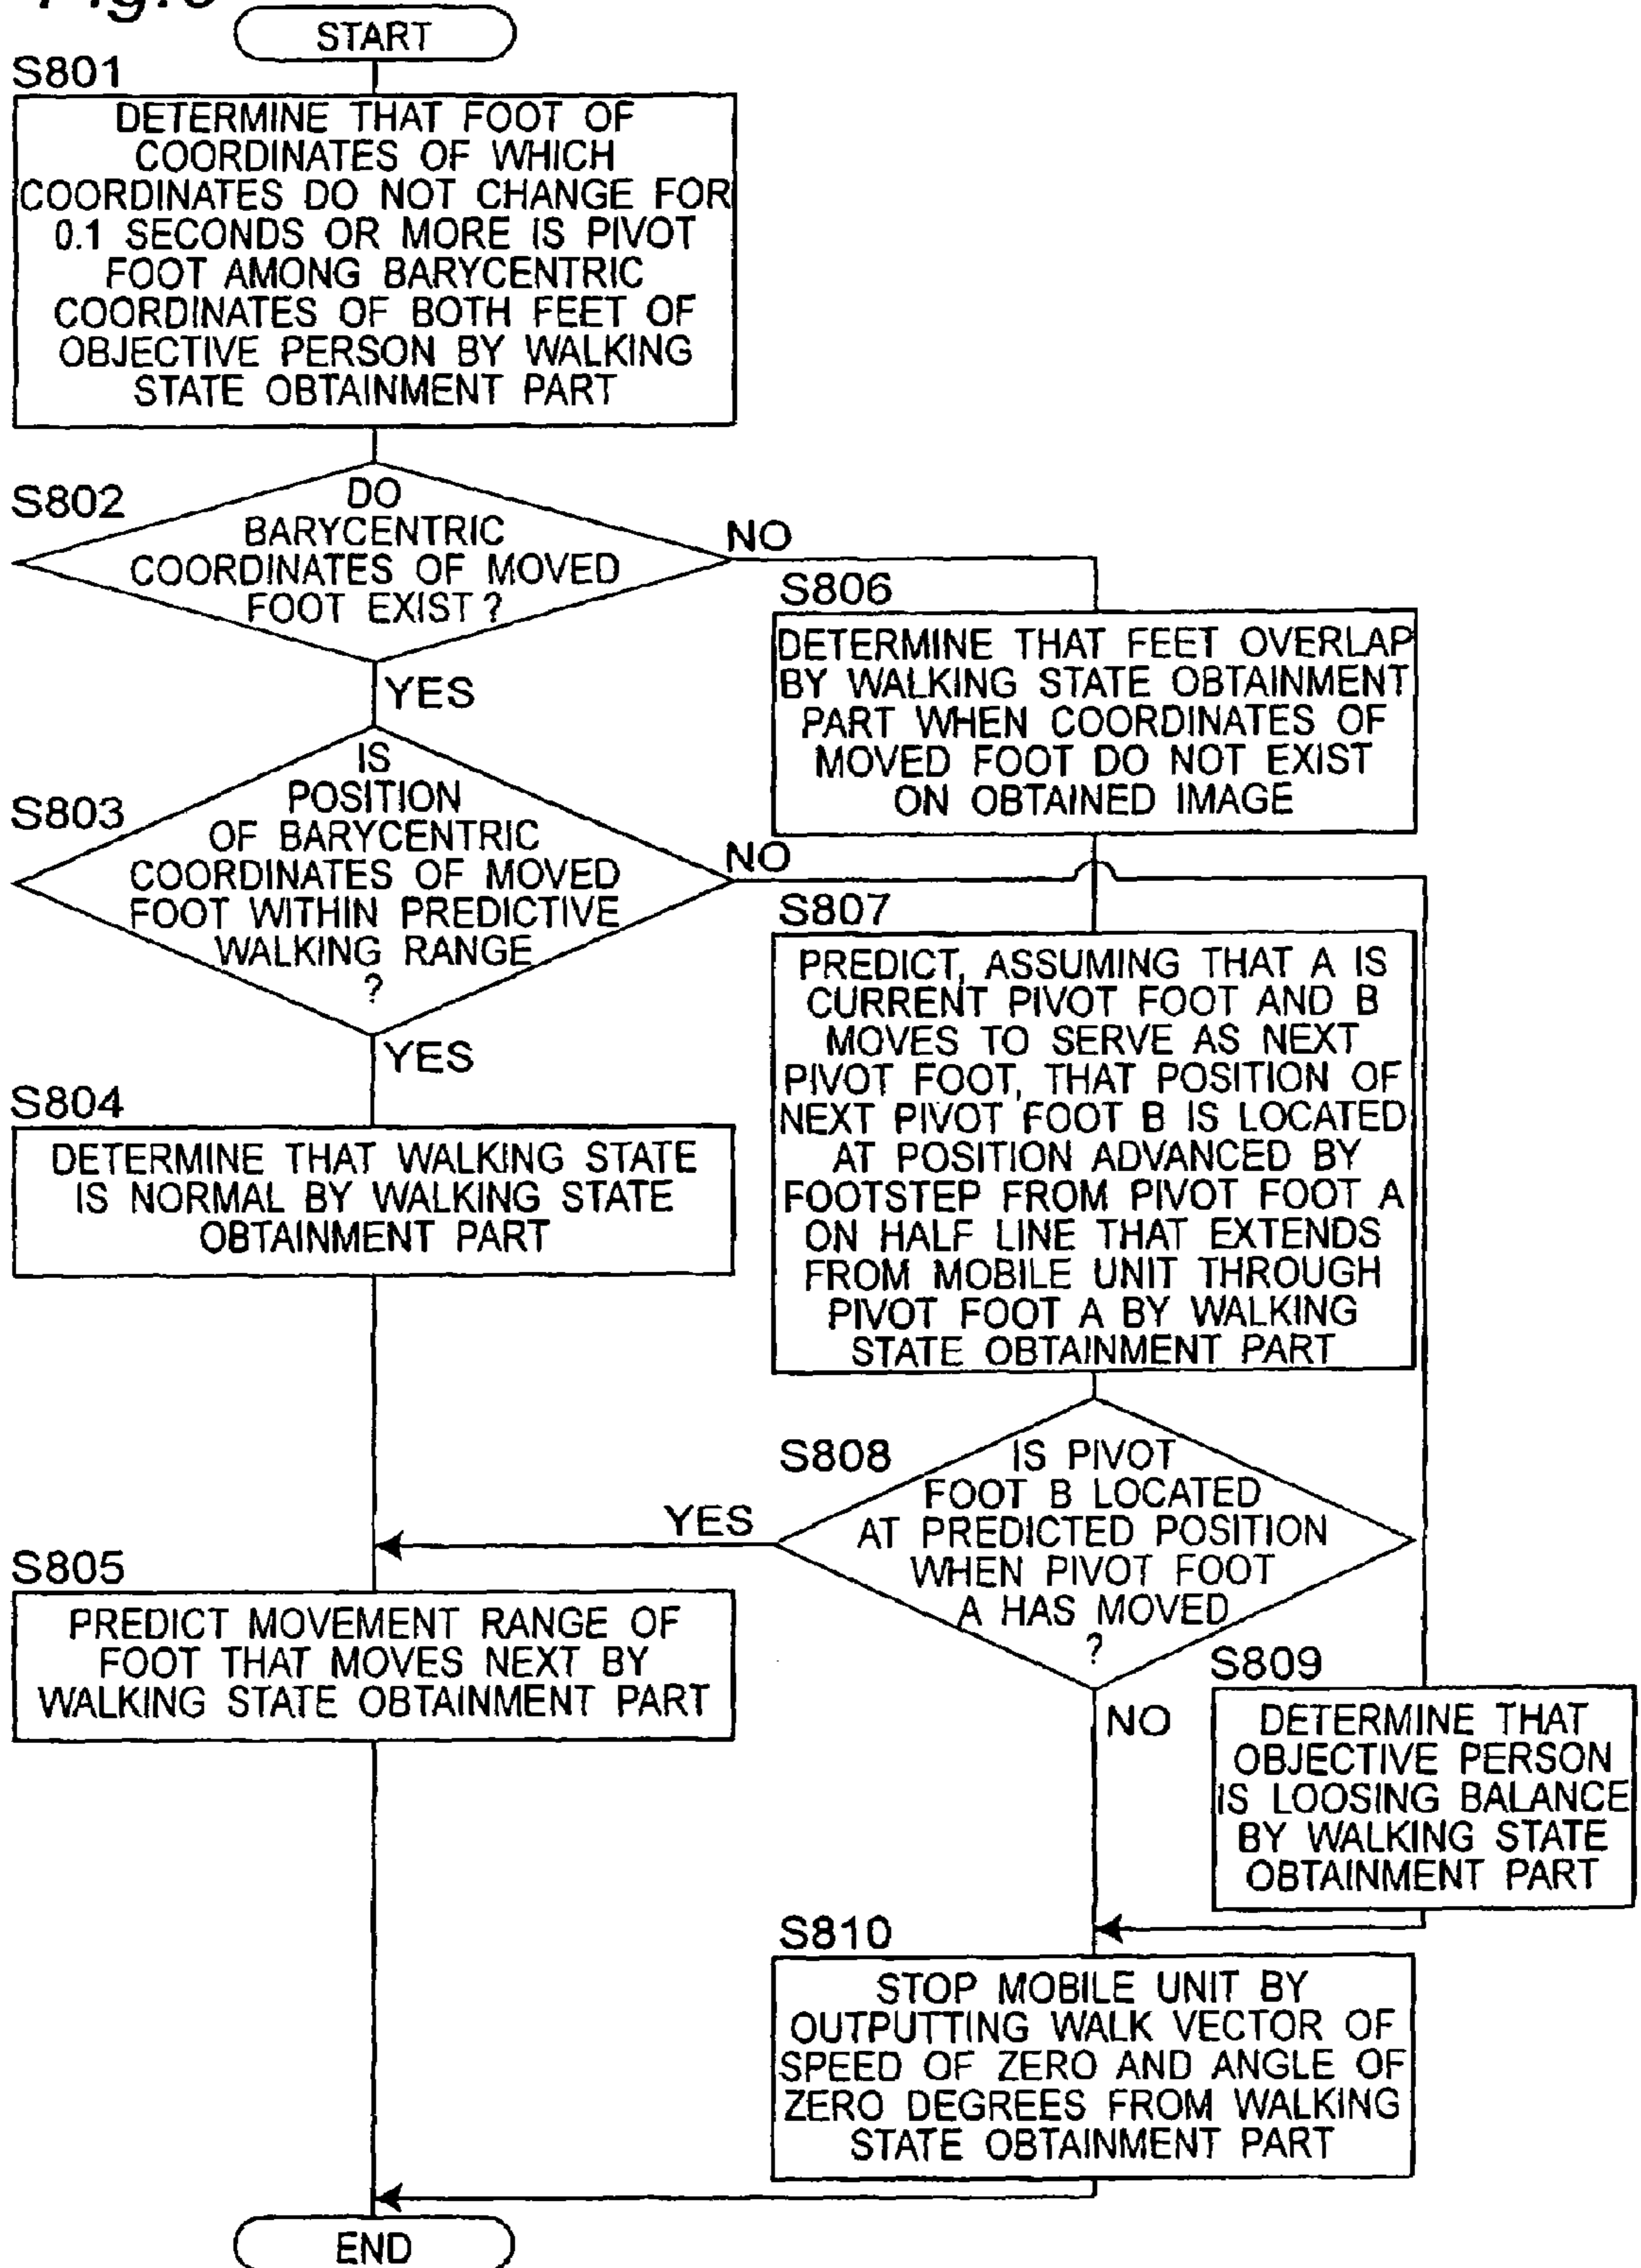 START
S801
DETERMINE THAT FOOT OF
COORDINATES OF WHICH
COORDINATES DO NOT CHANGE FOR
0.1 SECONDS OR MORE IS PIVOT
FOOT AMONG BARYCENTRIC
COORDINATES OF BOTH FEET OF
OBJECTIVE PERSON BY WALKING
STATE OBTAINMENT PART
S802
DO
BARYCENTRIC
COORDINATES OF MOVED
FOOT EXIST?
NO
YES
S803
IS
POSITION
OF BARYCENTRIC
COORDINATES OF MOVED
FOOT WITHIN PREDICTIVE
WALKING RANGE
?
NO
YES
S804
DETERMINE THAT WALKING STATE
IS NORMAL BY WALKING STATE
OBTAINMENT PART
S805
PREDICT MOVEMENT RANGE OF
FOOT THAT MOVES NEXT BY
WALKING STATE OBTAINMENT PART
S806
DETERMINE THAT FEET OVERLAP
BY WALKING STATE OBTAINMENT
PART WHEN COORDINATES OF
MOVED FOOT DO NOT EXIST
ON OBTAINED IMAGE
S807
PREDICT, ASSUMING THAT A IS
CURRENT PIVOT FOOT AND B
MOVES TO SERVE AS NEXT
PIVOT FOOT, THAT POSITION OF
NEXT PIVOT FOOT B IS LOCATED
AT POSITION ADVANCED BY
FOOTSTEP FROM PIVOT FOOT A
ON HALF LINE THAT EXTENDS
FROM MOBILE UNIT THROUGH
PIVOT FOOT A BY WALKING
STATE OBTAINMENT PART
S808
IS PIVOT
FOOT B LOCATED
AT PREDICTED POSITION
WHEN PIVOT FOOT
A HAS MOVED
?
YES
NO
S809
DETERMINE THAT
OBJECTIVE PERSON
IS LOOSING BALANCE
BY WALKING STATE
OBTAINMENT PART
S810
STOP MOBILE UNIT BY
OUTPUTTING WALK VECTOR OF
SPEED OF ZERO AND ANGLE OF
ZERO DEGREES FROM WALKING
STATE OBTAINMENT PART
END